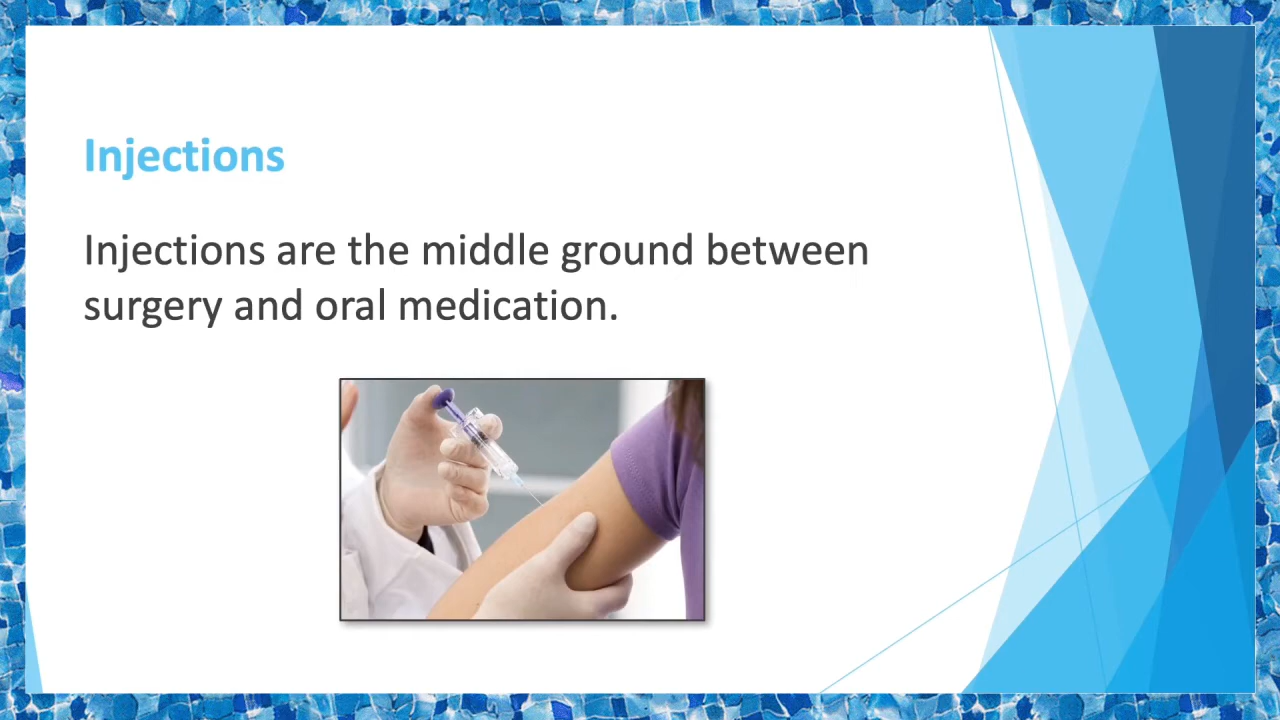 Injections
Injections are the middle ground between
surgery and oral medication.